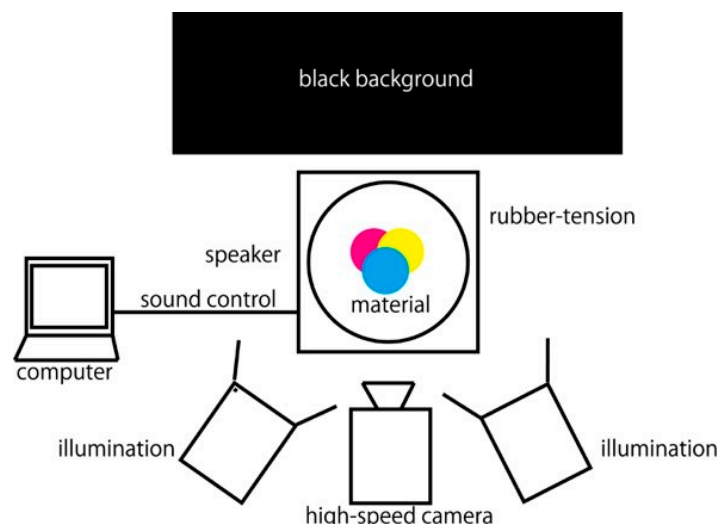 black background
rubber-tension
speaker
sound control
material
computer
illumination
illumination
high-speed camera